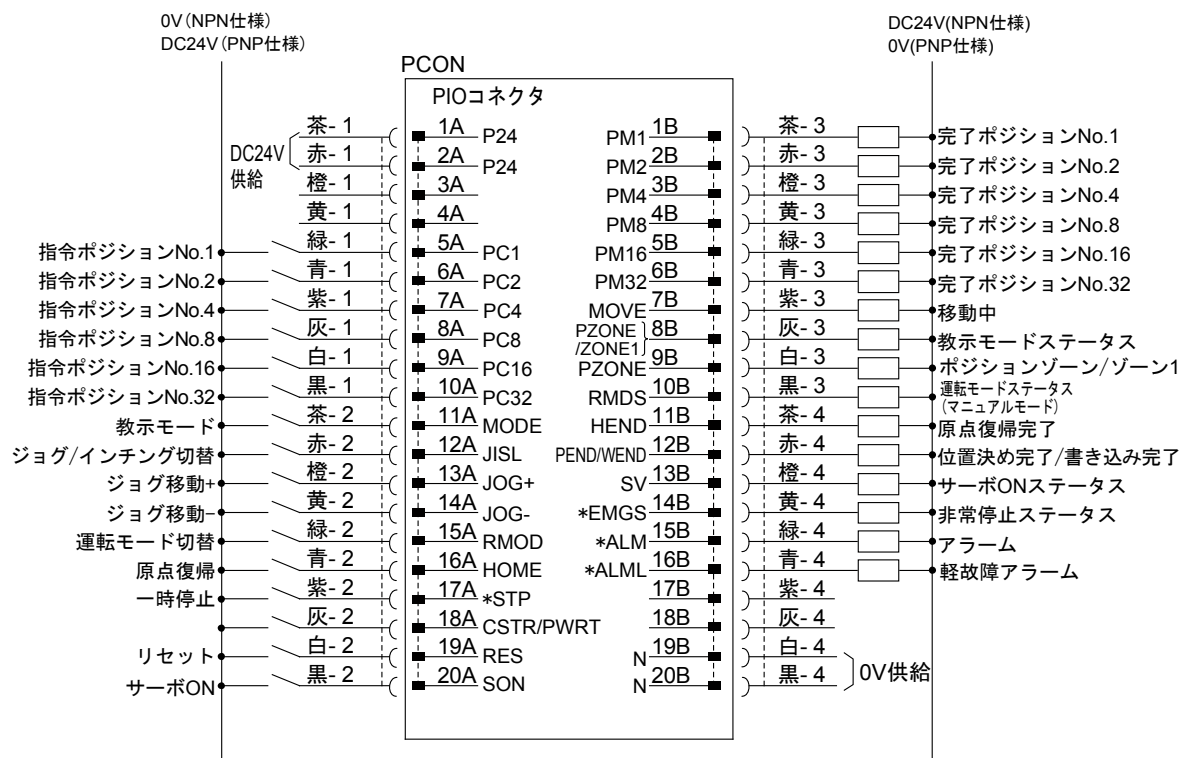 0V(NPN仕様)
DC24V(PNP仕様)
DC24V(NPN仕様)
0V(PNP仕様)
PCON
PIOコネクタ
DC24V
供給
茶-1 1A P24 PM1 1B 茶-3 完了ポジションNo.1
赤-1 2A P24 PM2 2B 赤-3 完了ポジションNo.2
橙-1 3A PM4 3B 橙-3 完了ポジションNo.4
黄-1 4A PM8 4B 黄-3 完了ポジションNo.8
指令ポジションNo.1 緑-1 5A PC1 PM16 5B 緑-3 完了ポジションNo.16
指令ポジションNo.2 青-1 6A PC2 PM32 6B 青-3 完了ポジションNo.32
指令ポジションNo.4 紫-1 7A PC4 MOVE 7B 紫-3 移動中
指令ポジションNo.8 灰-1 8A PC8 PZONE/ZONE1 8B 灰-3 教示モードステータス
指令ポジションNo.16 白-1 9A PC16 PZONE 9B 白-3 ポジションゾーン/ゾーン1
指令ポジションNo.32 黒-1 10A PC32 RMDS 10B 黒-3 運転モードステータス
(マニュアルモード)
教示モード 茶-2 11A MODE HEND 11B 茶-4 原点復帰完了
ジョグ/インチング切替 赤-2 12A JISL PEND/WEND 12B 赤-4 位置決め完了/書き込み完了
ジョグ移動+ 橙-2 13A JOG+ SV 13B 橙-4 サーボONステータス
ジョグ移動- 黄-2 14A JOG- *EMGS 14B 黄-4 非常停止ステータス
運転モード切替 緑-2 15A RMOD *ALM 15B 緑-4 アラーム
原点復帰 青-2 16A HOME *ALML 16B 青-4 軽故障アラーム
一時停止 紫-2 17A *STP 17B 紫-4
灰-2 18A CSTR/PWRT 18B 灰-4
リセット 白-2 19A RES N 19B 白-4
サーボON 黒-2 20A SON N 20B 黒-4
0V供給